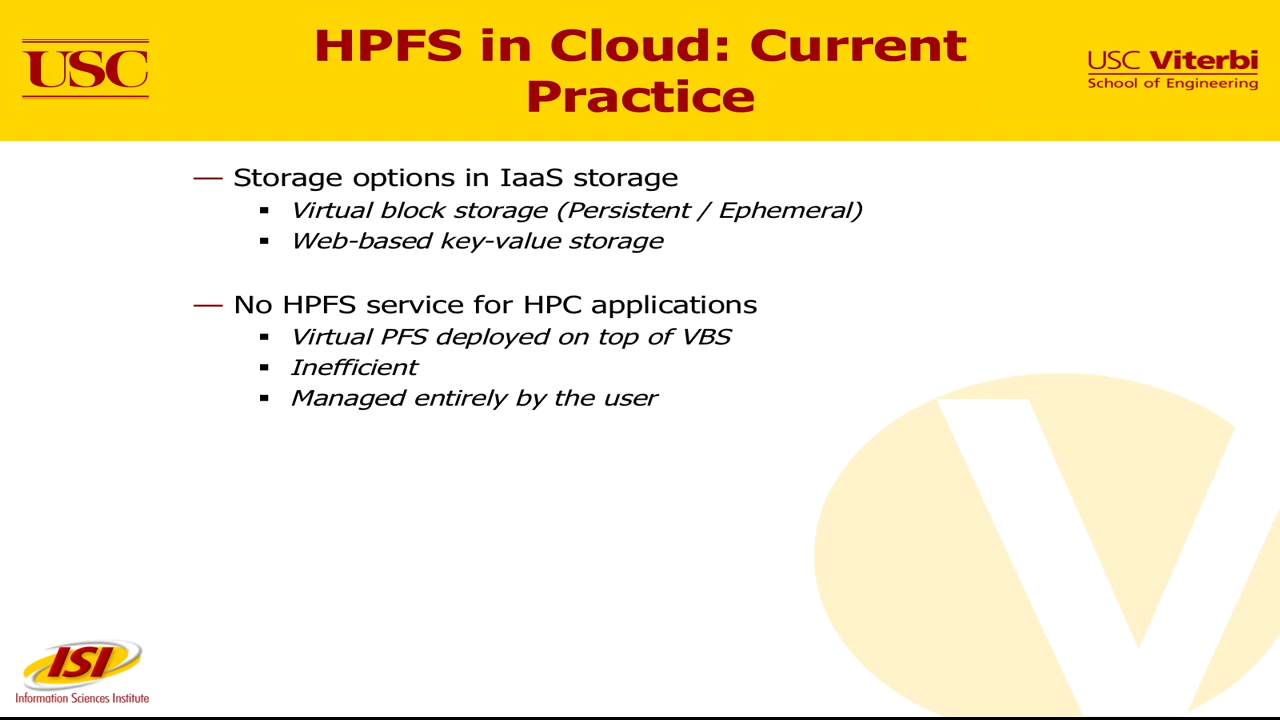 HPFS in Cloud: Current
Practice
USC
USC Viterbi
School of Engineering
— Storage options in IaaS storage
▪ Virtual block storage (Persistent / Ephemeral)
▪ Web-based key-value storage
— No HPFS service for HPC applications
▪ Virtual PFS deployed on top of VBS
▪ Inefficient
▪ Managed entirely by the user
ISI
Information Sciences Institute